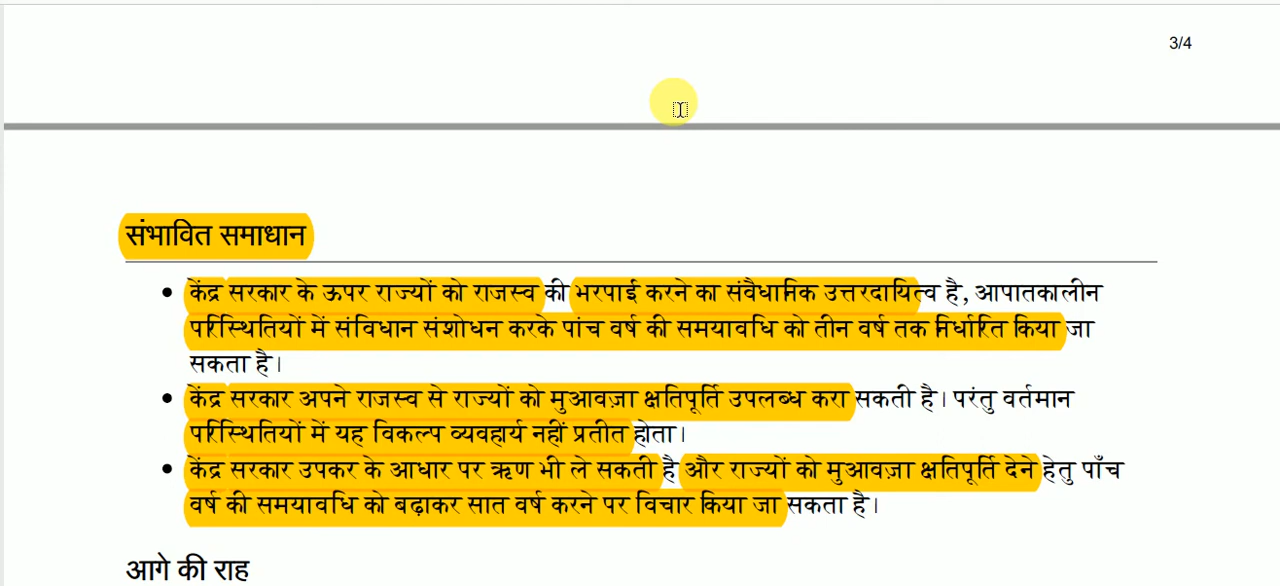 3/4
संभावित समाधान
• केंद्र सरकार के ऊपर राज्यों को राजस्व की भरपाई करने का संवैधानिक उत्तरदायित्व है, आपातकालीन
परिस्थितियों में संविधान संशोधन करके पांच वर्ष की समयावधि को तीन वर्ष तक निर्धारित किया जा
सकता है।
• केंद्र सरकार अपने राजस्व से राज्यों को मुआवज़ा क्षतिपूर्ति उपलब्ध करा सकती है। परंतु वर्तमान
परिस्थितियों में यह विकल्प व्यवहार्य नहीं प्रतीत होता।
• केंद्र सरकार उपकर के आधार पर ऋण भी ले सकती है और राज्यों को मुआवज़ा क्षतिपूर्ति देने हेतु पाँच
वर्ष की समयावधि को बढ़ाकर सात वर्ष करने पर विचार किया जा सकता है।
आगे की राह